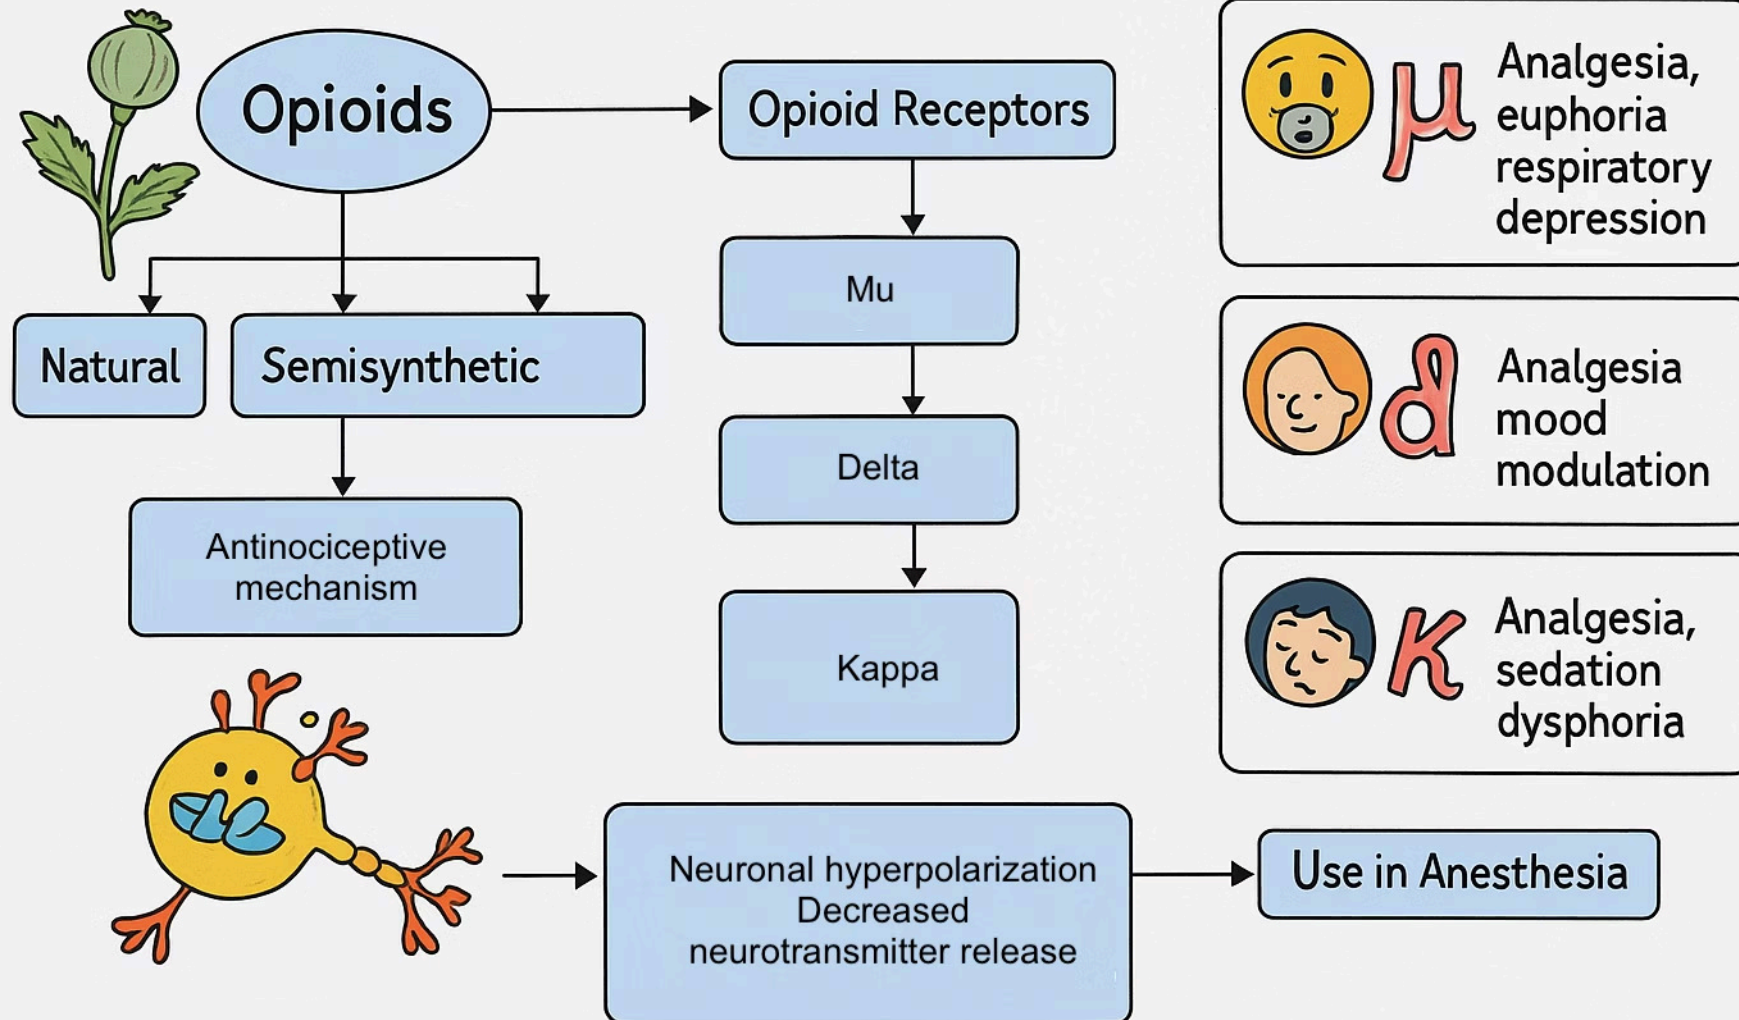 Opioids
Opioid Receptors
Natural
Semisynthetic
Antinociceptive
mechanism
Mu
Delta
Kappa
μ
Analgesia,
euphoria
respiratory
depression
d
Analgesia
mood
modulation
K
Analgesia,
sedation
dysphoria
Neuronal hyperpolarization
Decreased
neurotransmitter release
Use in Anesthesia